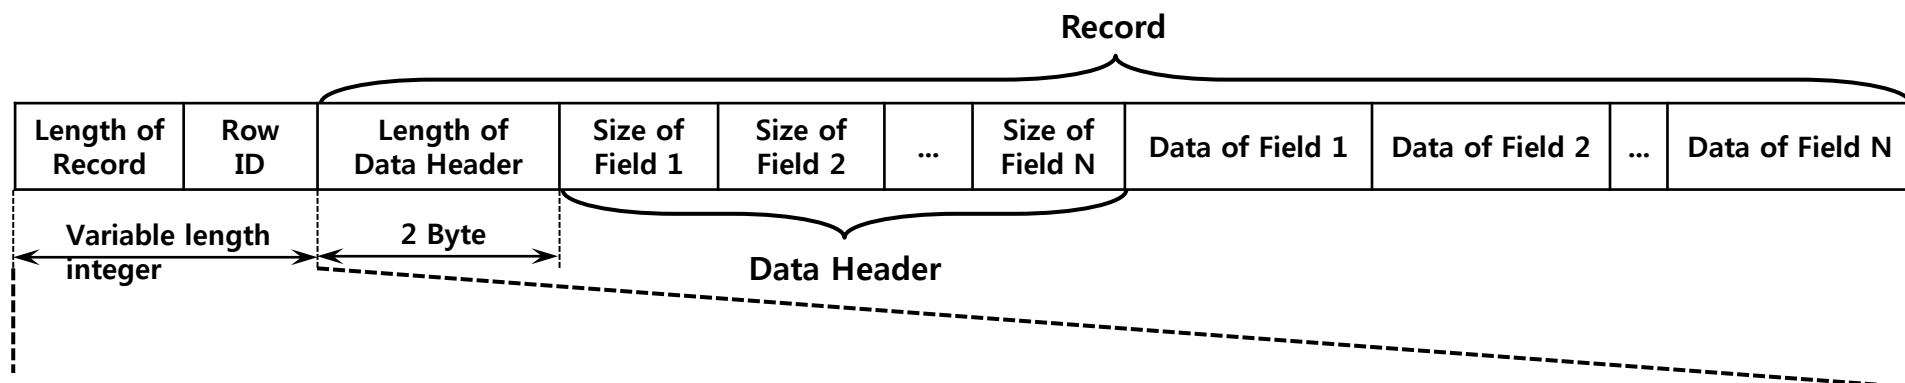 Record
Length of
Record
Row
ID
Length of
Data Header
Size of
Field 1
Size of
Field 2
...
Size of
Field N
Data of Field 1
Data of Field 2
...
Data of Field N
Variable length
integer
2 Byte
Data Header